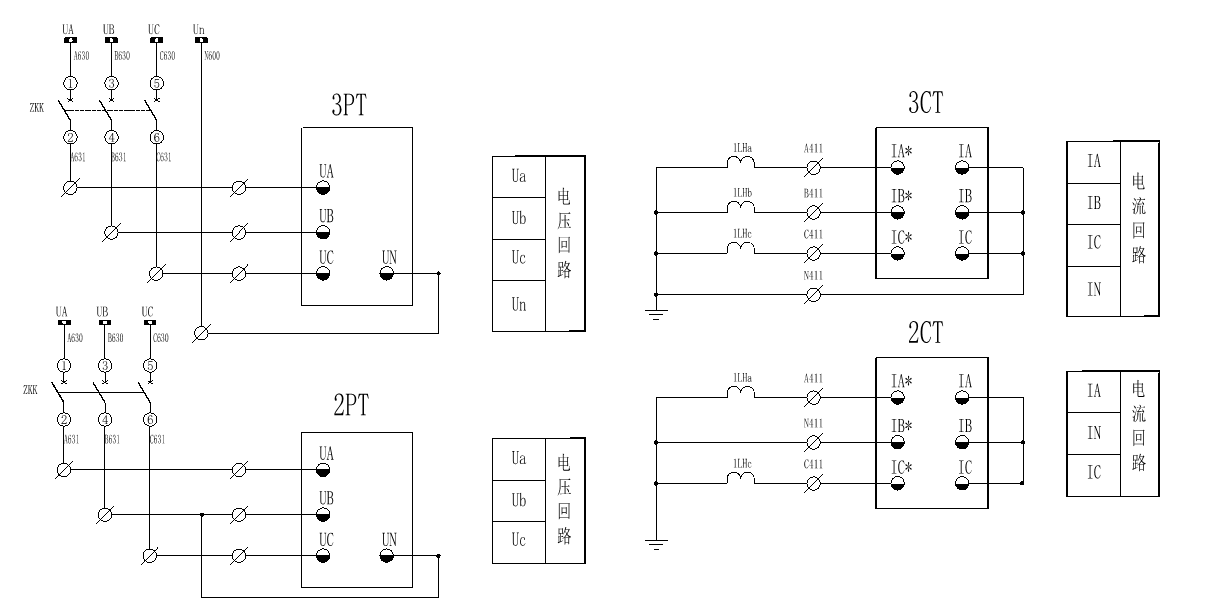 UA UB UC Un
A630 B630 C630 N600
1 3 5
ZKK
2 4 6
A631 B631 C631
3PT
UA
UB
UC UN
Ua
Ub
Uc
Un
电压回路
UA UB UC
A630 B630 C630
1 3 5
ZKK
2 4 6
A631 B631 C631
2PT
UA
UB
UC UN
Ua
Ub
Uc
电压回路
3CT
1LHa A411 IA* IA
1LHb B411 IB* IB
1LHc C411 IC* IC
N411
IA
IB
IC
IN
电流回路
2CT
1LHa A411 IA* IA
N411 IB* IB
1LHc C411 IC* IC
IA
IN
IC
电流回路